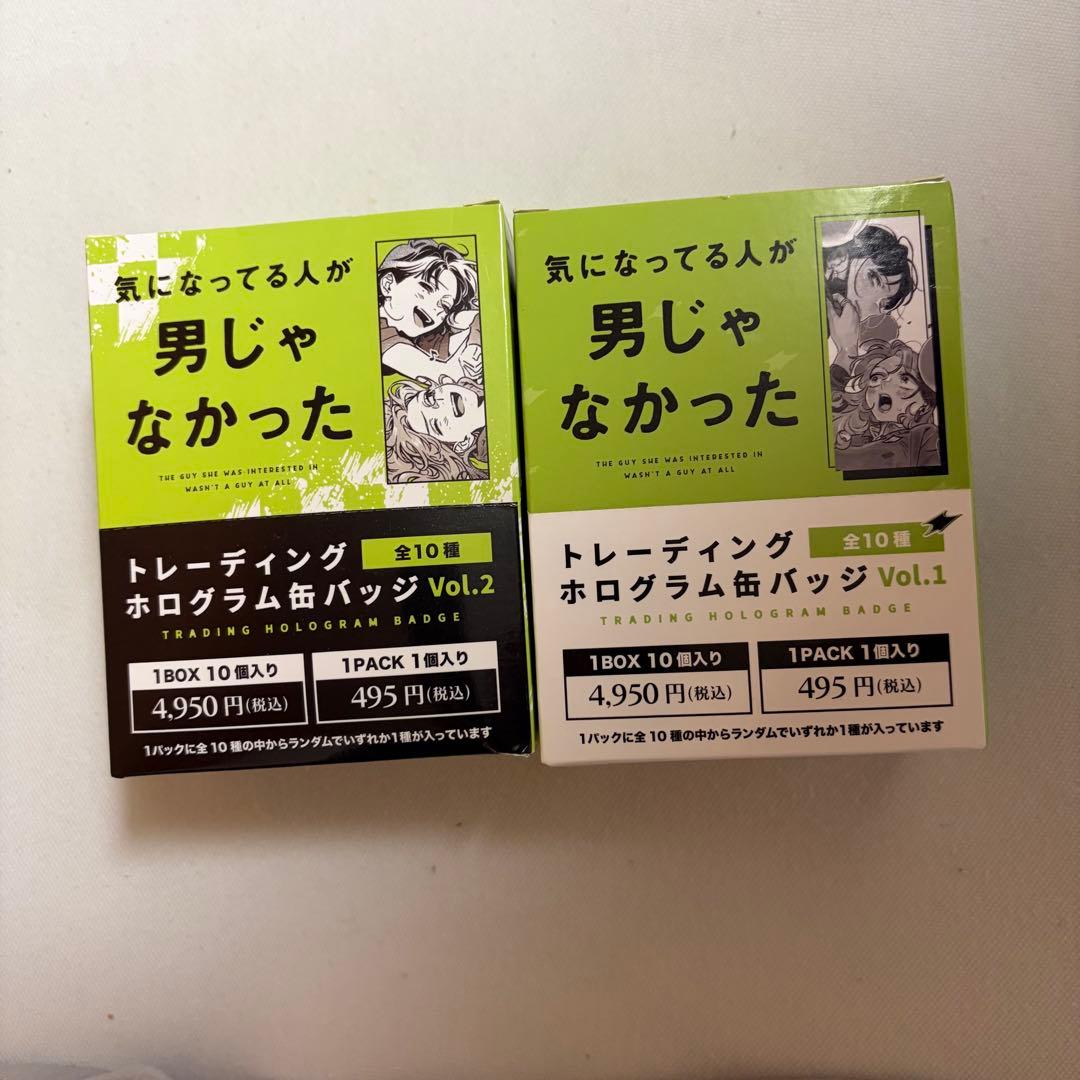 気になってる人が
男じゃ
なかった
THE GUY SHE WAS INTERESTED IN
WASN'T A GUY AT ALL
トレーディング
全10種
ホログラム缶バッジ Vol.2
TRADING HOLOGRAM BADGE
1BOX 10個入り
4,950円(税込)
1PACK 1個入り
495円(税込)
1パックに全10種の中からランダムでいずれか1種が入っています
気になってる人が
男じゃ
なかった
THE GUY SHE WAS INTERESTED IN
WASN'T A GUY AT ALL
トレーディング
全10種
ホログラム缶バッジ Vol.1
TRADING HOLOGRAM BADGE
1BOX 10個入り
4,950円(税込)
1PACK 1個入り
495円(税込)
1パックに全10種の中からランダムでいずれか1種が入っています